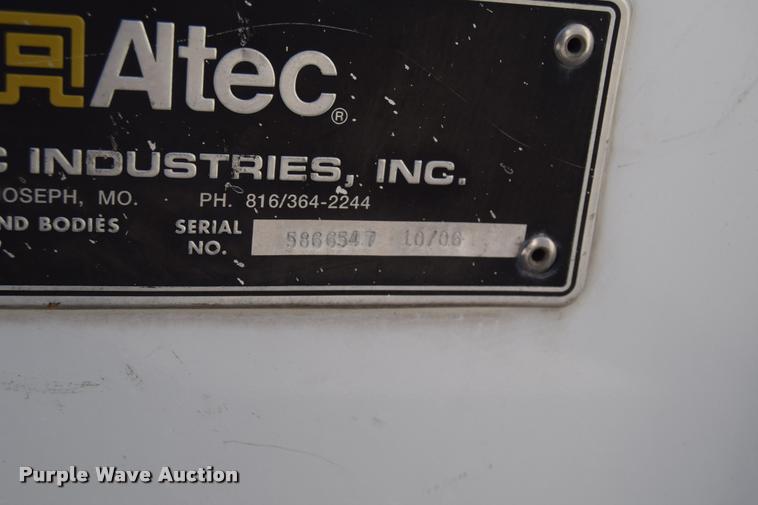 Altec®
C INDUSTRIES, INC.
JOSEPH, MO. PH. 816/364-2244
ND BODIES SERIAL NO. 5866547 10/06
Purple Wave Auction